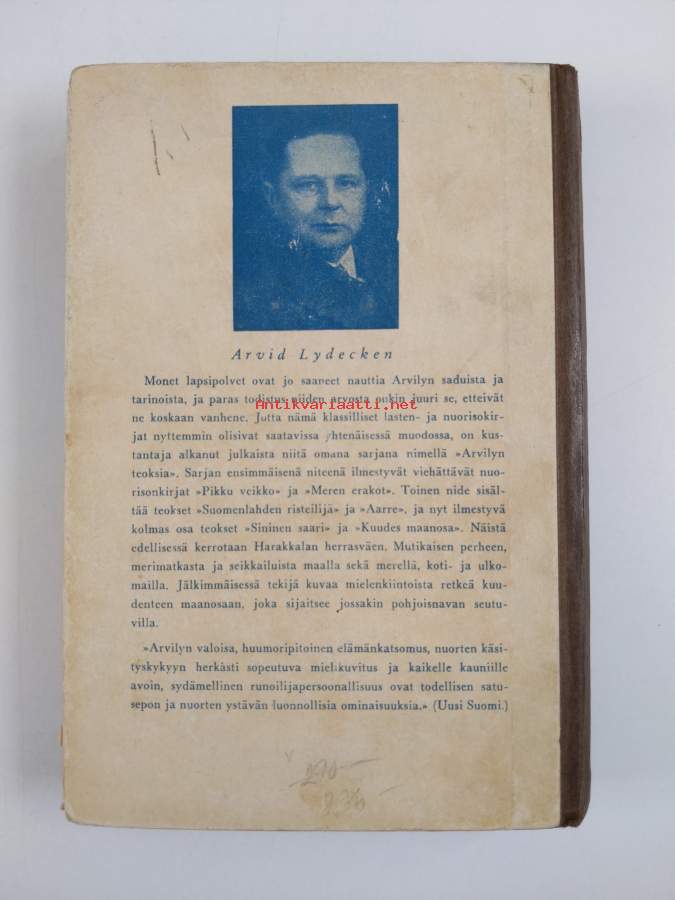 Arvid Lydecken
Monet lapsipolvet ovat jo saaneet nauttia Arvilyn saduista ja
tarinoista, ja paras todistus niiden arvosta onkin juuri se, etteivät
Antikvariaatti.net
ne koskaan vanhene. Jotta nämä klassilliset lasten- ja nuorisokir-
jat nyttemmin olisivat saatavissa yhtenäisessä muodossa, on kus-
tantaja alkanut julkaista niitä omana sarjana nimellä »Arvilyn
teoksia». Sarjan ensimmäisenä niteenä ilmestyvät viehättävät nuo-
risonkirjat »Pikku veikko» ja »Meren erakot». Toinen nide sisäl-
tää teokset »Suomenlahden risteilijä» ja »Aarre», ja nyt ilmestyvä
kolmas osa teokset »Sininen saari» ja »Kuudes maanosa». Näistä
edellisessä kerrotaan Harakkalan herrasväen. Mutikaisen perheen,
merimatkasta ja seikkailuista maalla sekä merellä, koti- ja ulko-
mailla. Jälkimmäisessä tekijä kuvaa mielenkiintoista retkeä kuu-
denteen maanosaan, joka sijaitsee jossakin pohjoisnavan seutu-
villa.
»Arvilyn valoisa, huumoripitoinen elämänkatsomus, nuorten käsi-
tyskykyyn herkästi sopeutuva mielikuvitus ja kaikelle kauniille
avoin, sydämellinen runoilijapersoonallisuus ovat todellisen satu-
sepon ja nuorten ystävän luonnollisia ominaisuuksia.» (Uusi Suomi.)